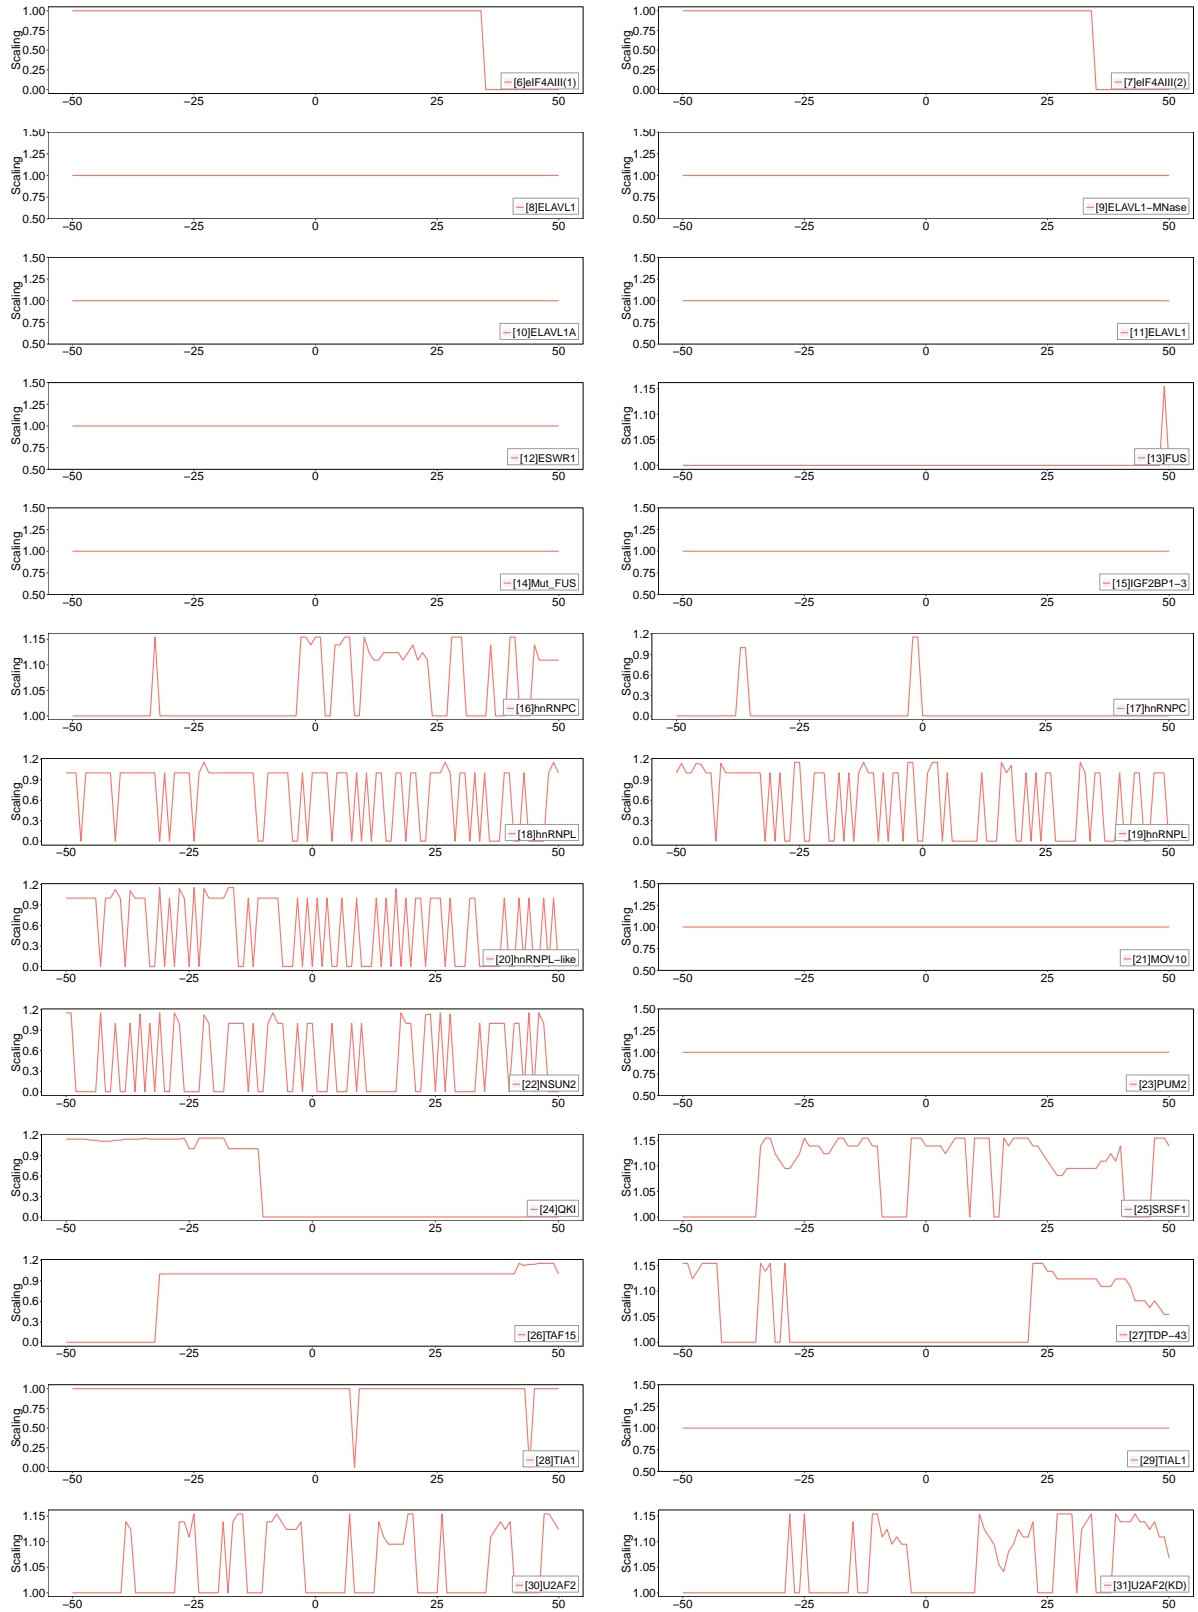 Scaling
1.00
0.75
0.50
0.25
0.00
[6]eIF4AIII(1)
−50 −25 0 25 50
Scaling
1.00
0.75
0.50
0.25
0.00
[7]eIF4AIII(2)
−50 −25 0 25 50
Scaling
1.50
1.25
1.00
0.75
0.50
[8]ELAVL1
−50 −25 0 25 50
Scaling
1.50
1.25
1.00
0.75
0.50
[9]ELAVL1−MNase
−50 −25 0 25 50
Scaling
1.50
1.25
1.00
0.75
0.50
[10]ELAVL1A
−50 −25 0 25 50
Scaling
1.50
1.25
1.00
0.75
0.50
[11]ELAVL1
−50 −25 0 25 50
Scaling
1.50
1.25
1.00
0.75
0.50
[12]ESWR1
−50 −25 0 25 50
Scaling
1.15
1.10
1.05
1.00
[13]FUS
−50 −25 0 25 50
Scaling
1.50
1.25
1.00
0.75
0.50
[14]Mut_FUS
−50 −25 0 25 50
Scaling
1.50
1.25
1.00
0.75
0.50
[15]IGF2BP1−3
−50 −25 0 25 50
Scaling
1.15
1.10
1.05
1.00
[16]hnRNPC
−50 −25 0 25 50
Scaling
1.2
0.9
0.6
0.3
0.0
[17]hnRNPC
−50 −25 0 25 50
Scaling
1.2
0.9
0.6
0.3
0.0
[18]hnRNPL
−50 −25 0 25 50
Scaling
1.2
0.9
0.6
0.3
0.0
[19]hnRNPL
−50 −25 0 25 50
Scaling
1.2
0.9
0.6
0.3
0.0
[20]hnRNPL−like
−50 −25 0 25 50
Scaling
1.50
1.25
1.00
0.75
0.50
[21]MOV10
−50 −25 0 25 50
Scaling
1.2
0.9
0.6
0.3
0.0
[22]NSUN2
−50 −25 0 25 50
Scaling
1.50
1.25
1.00
0.75
0.50
[23]PUM2
−50 −25 0 25 50
Scaling
1.2
0.9
0.6
0.3
0.0
[24]QKI
−50 −25 0 25 50
Scaling
1.15
1.10
1.05
1.00
[25]SRSF1
−50 −25 0 25 50
Scaling
1.2
0.9
0.6
0.3
0.0
[26]TAF15
−50 −25 0 25 50
Scaling
1.15
1.10
1.05
1.00
[27]TDP−43
−50 −25 0 25 50
Scaling
1.00
0.75
0.50
0.25
0.00
[28]TIA1
−50 −25 0 25 50
Scaling
1.50
1.25
1.00
0.75
0.50
[29]TIAL1
−50 −25 0 25 50
Scaling
1.15
1.10
1.05
1.00
[30]U2AF2
−50 −25 0 25 50
Scaling
1.15
1.10
1.05
1.00
[31]U2AF2(KD)
−50 −25 0 25 50